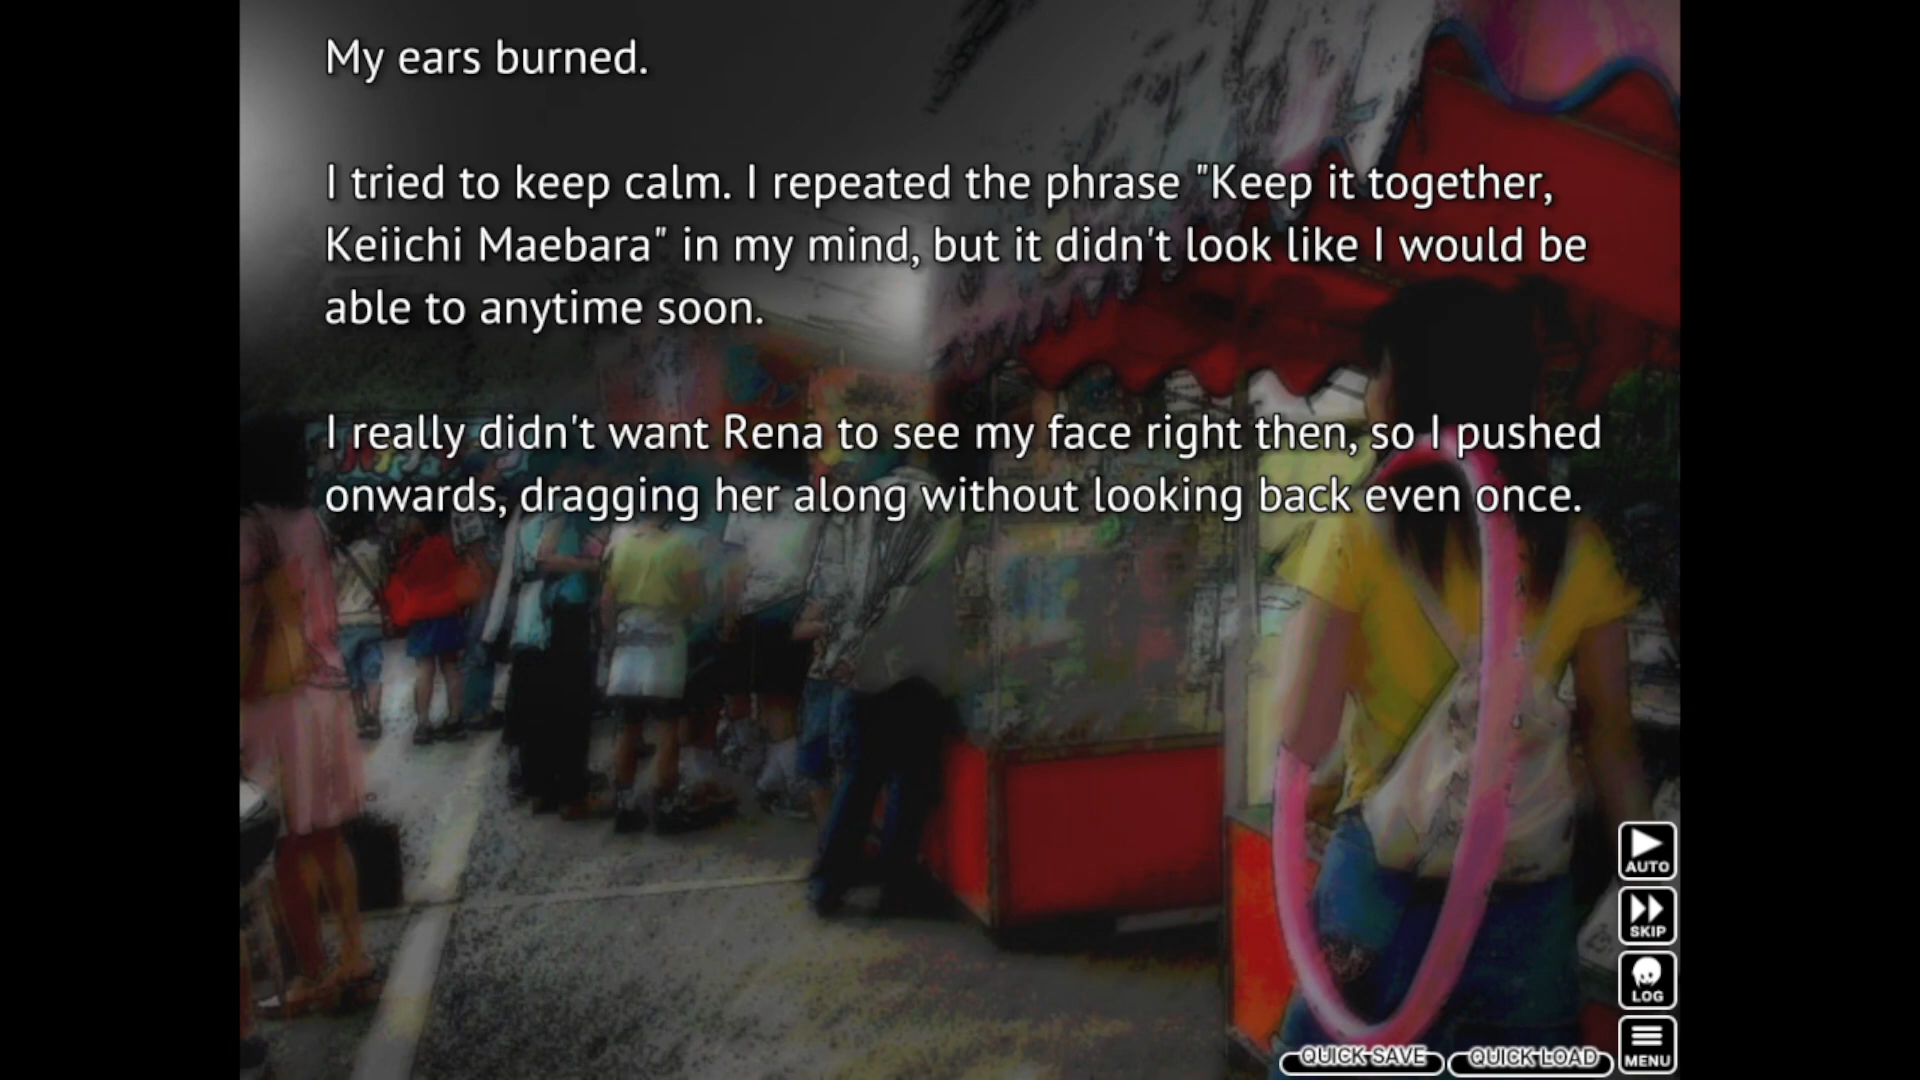 My ears burned.
I tried to keep calm. I repeated the phrase "Keep it together,
Keiichi Maebara" in my mind, but it didn't look like I would be
able to anytime soon.
I really didn't want Rena to see my face right then, so I pushed
onwards, dragging her along without looking back even once.
AUTO
SKIP
LOG
MENU
QUICK SAVE
QUICK LOAD